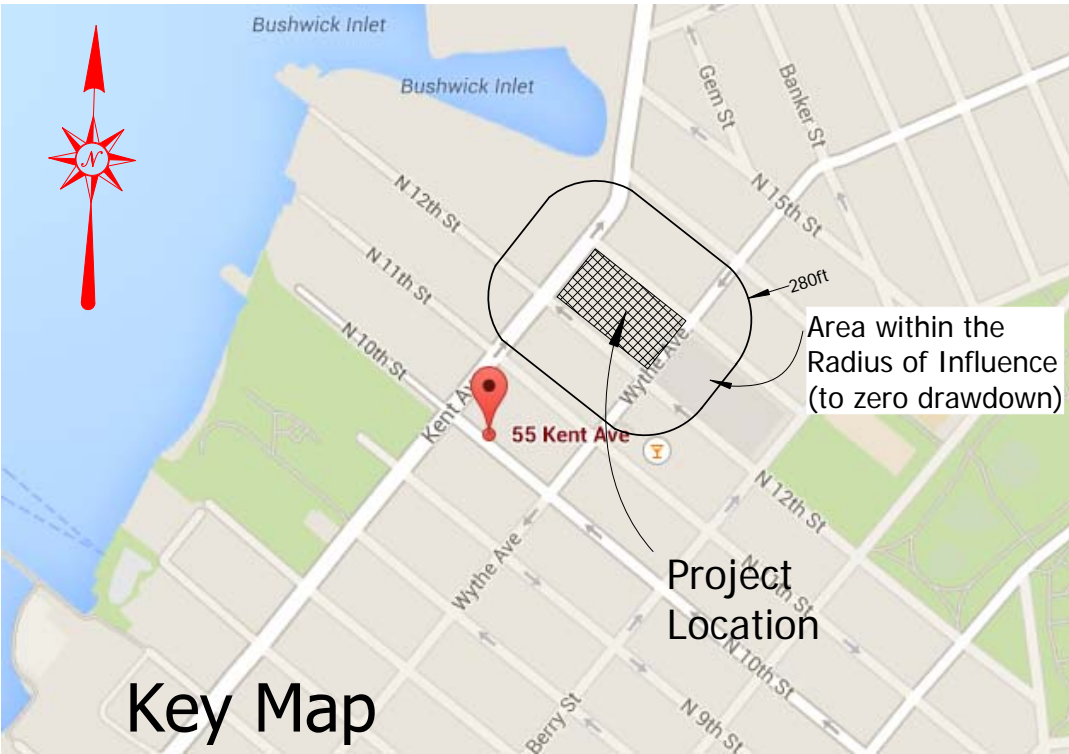 Bushwick Inlet
Bushwick Inlet
N
Gem St
Banker St
N 12th St
N 15th St
N 11th St
280ft
N 10th St
Area within the
Radius of Influence
(to zero drawdown)
Wythe Ave
Kent Av
55 Kent Ave
N 12th St
Wythe Ave
Project
Location
N 11th St
N 10th St
Key Map
Berry St
N 9th St